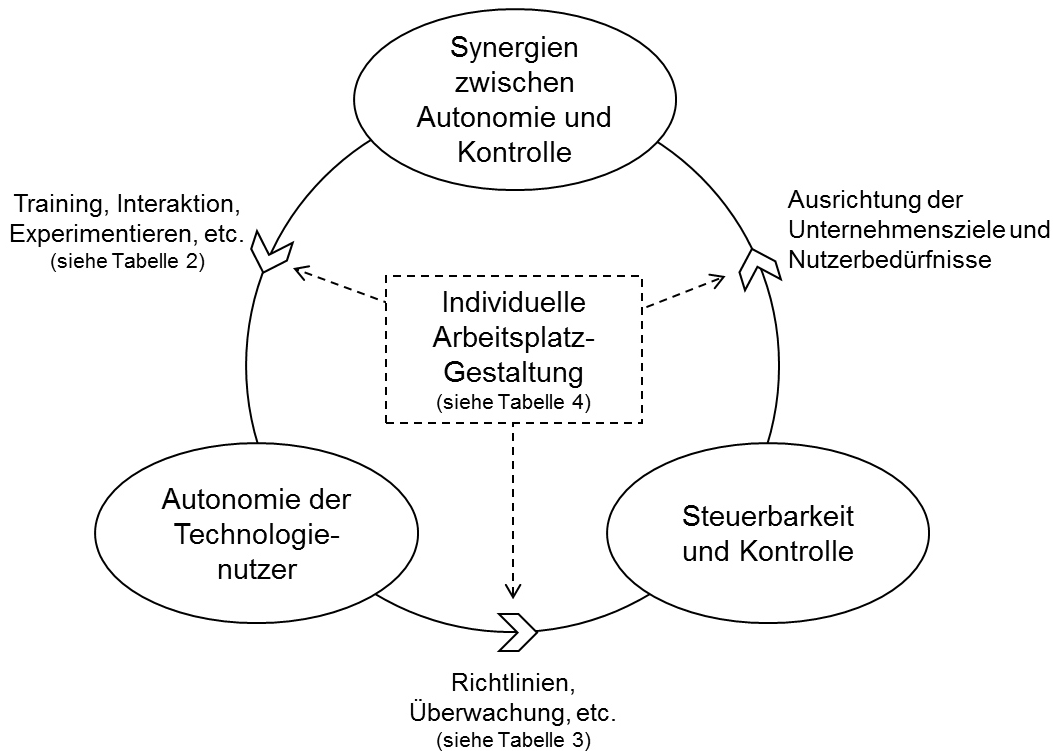 Synergien
zwischen
Autonomie und
Kontrolle
Training, Interaktion,
Experimentieren, etc.
(siehe Tabelle 2)
Ausrichtung der
Unternehmensziele und
Nutzerbedürfnisse
Individuelle
Arbeitsplatz-
Gestaltung
(siehe Tabelle 4)
Autonomie der
Technologie-
nutzer
Steuerbarkeit
und Kontrolle
Richtlinien,
Überwachung, etc.
(siehe Tabelle 3)